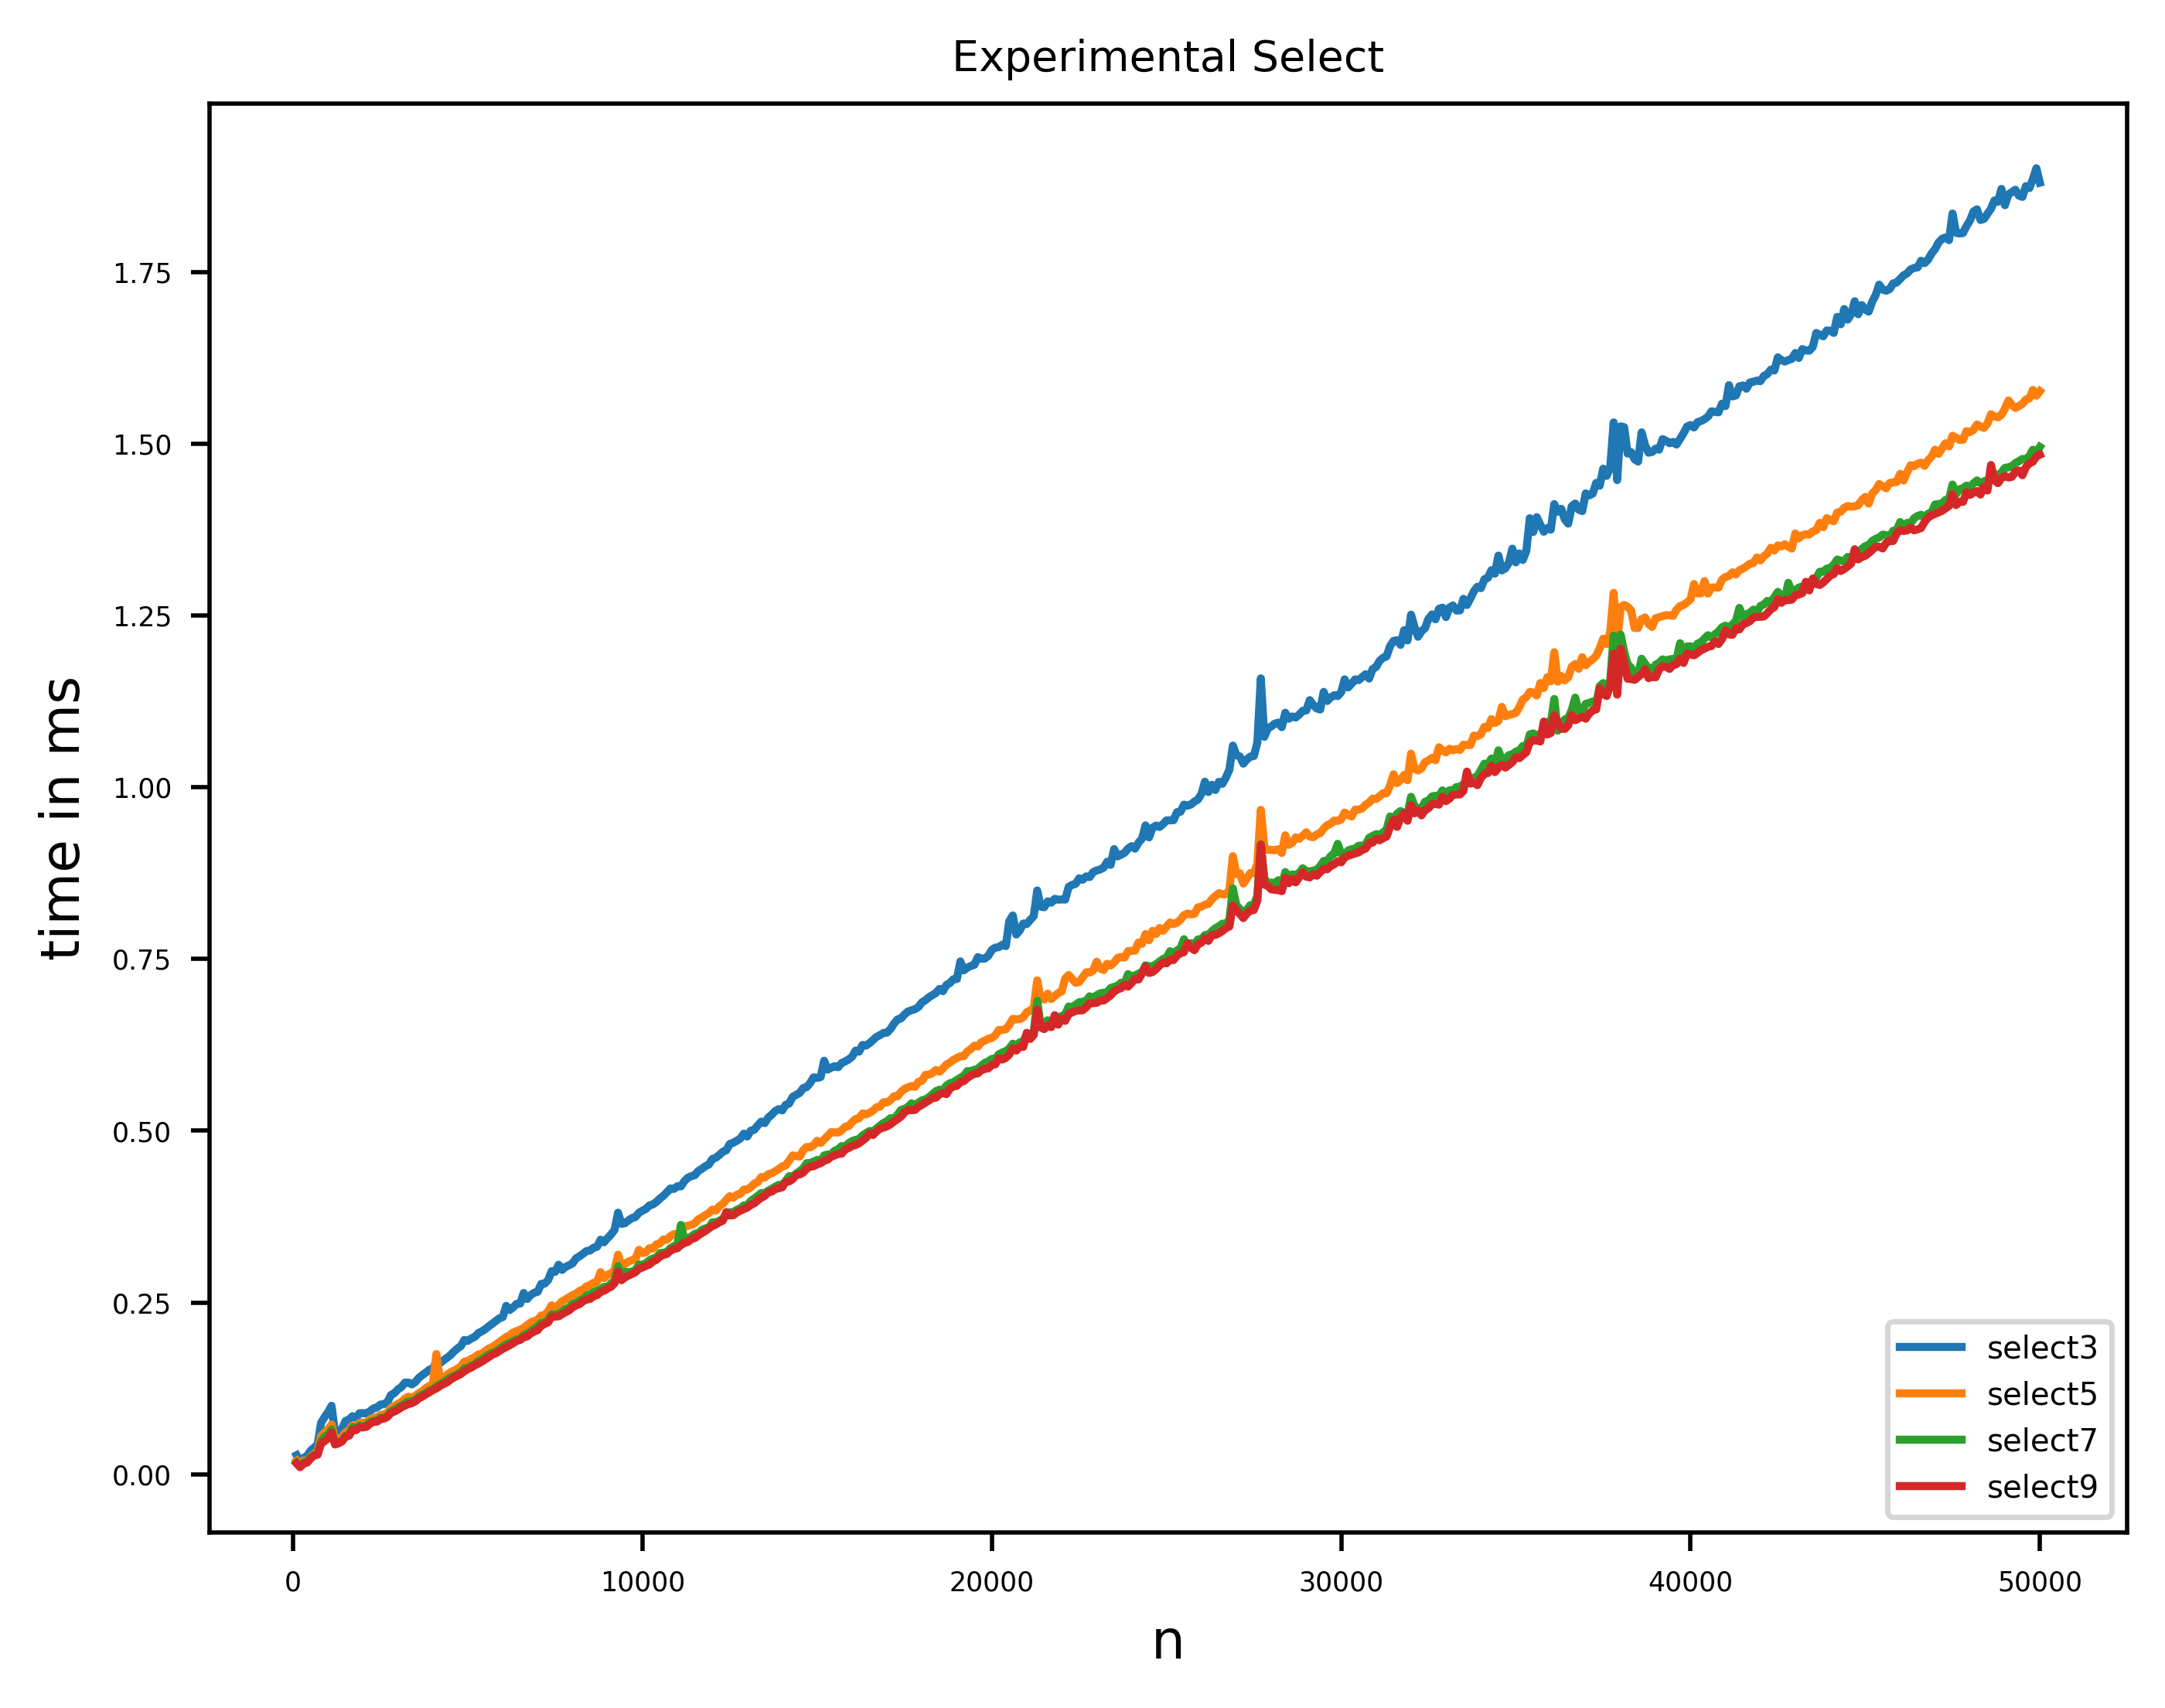 Experimental Select
time in ms
1.75
1.50
1.25
1.00
0.75
0.50
0.25
0.00
0 10000 20000 30000 40000 50000
n
select3
select5
select7
select9